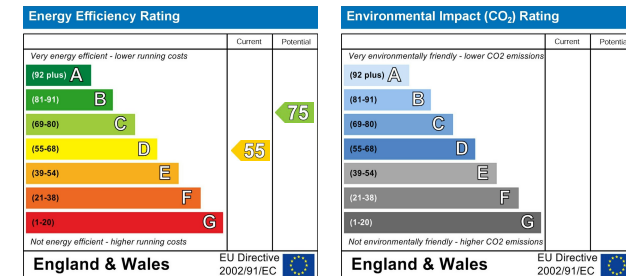 Energy Efficiency Rating
Current Potential
Very energy efficient - lower running costs
(92 plus) A
(81-91) B
(69-80) C
(55-68) D
(39-54) E
(21-38) F
(1-20) G
55
75
Not energy efficient - higher running costs
England & Wales
EU Directive
2002/91/EC
Environmental Impact (CO₂) Rating
Current Potential
Very environmentally friendly - lower CO2 emissions
(92 plus) A
(81-91) B
(69-80) C
(55-68) D
(39-54) E
(21-38) F
(1-20) G
Not environmentally friendly - higher CO2 emissions
England & Wales
EU Directive
2002/91/EC